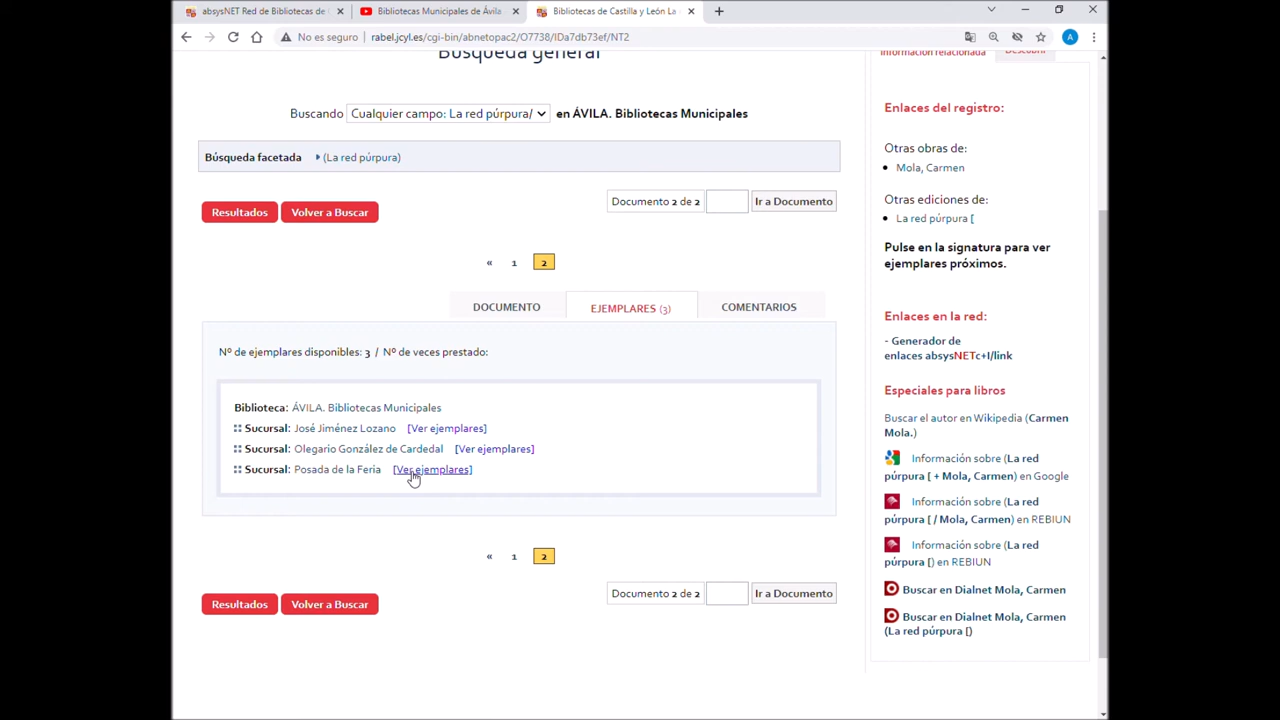 absysNET Red de Bibliotecas de
Bibliotecas Municipales de Ávila
Bibliotecas de Castilla y León La
No es seguro
rabel.jcyl.es/cgi-bin/abnetopac2/O7738/IDa7db73ef/NT2
A
Búsqueda general
Buscando
Cualquier campo: La red púrpura/
en ÁVILA. Bibliotecas Municipales
Búsqueda facetada (La red púrpura)
Resultados
Volver a Buscar
Documento 2 de 2
Ir a Documento
« 1 2
DOCUMENTO
EJEMPLARES (3)
COMENTARIOS
Nº de ejemplares disponibles: 3 / Nº de veces prestado:
Biblioteca: ÁVILA. Bibliotecas Municipales
Sucursal: José Jiménez Lozano [Ver ejemplares]
Sucursal: Olegario González de Cardedal [Ver ejemplares]
Sucursal: Posada de la Feria [Ver ejemplares]
« 1 2
Resultados
Volver a Buscar
Documento 2 de 2
Ir a Documento
Información relacionada
Descubrir
Enlaces del registro:
Otras obras de:
Mola, Carmen
Otras ediciones de:
La red púrpura [
Pulse en la signatura para ver
ejemplares próximos.
Enlaces en la red:
- Generador de
enlaces absysNETc+I/link
Especiales para libros
Buscar el autor en Wikipedia (Carmen
Mola.)
Información sobre (La red
púrpura [ + Mola, Carmen) en Google
Información sobre (La red
púrpura [ / Mola, Carmen) en REBIUN
Información sobre (La red
púrpura [) en REBIUN
Buscar en Dialnet Mola, Carmen
Buscar en Dialnet Mola, Carmen
(La red púrpura [)